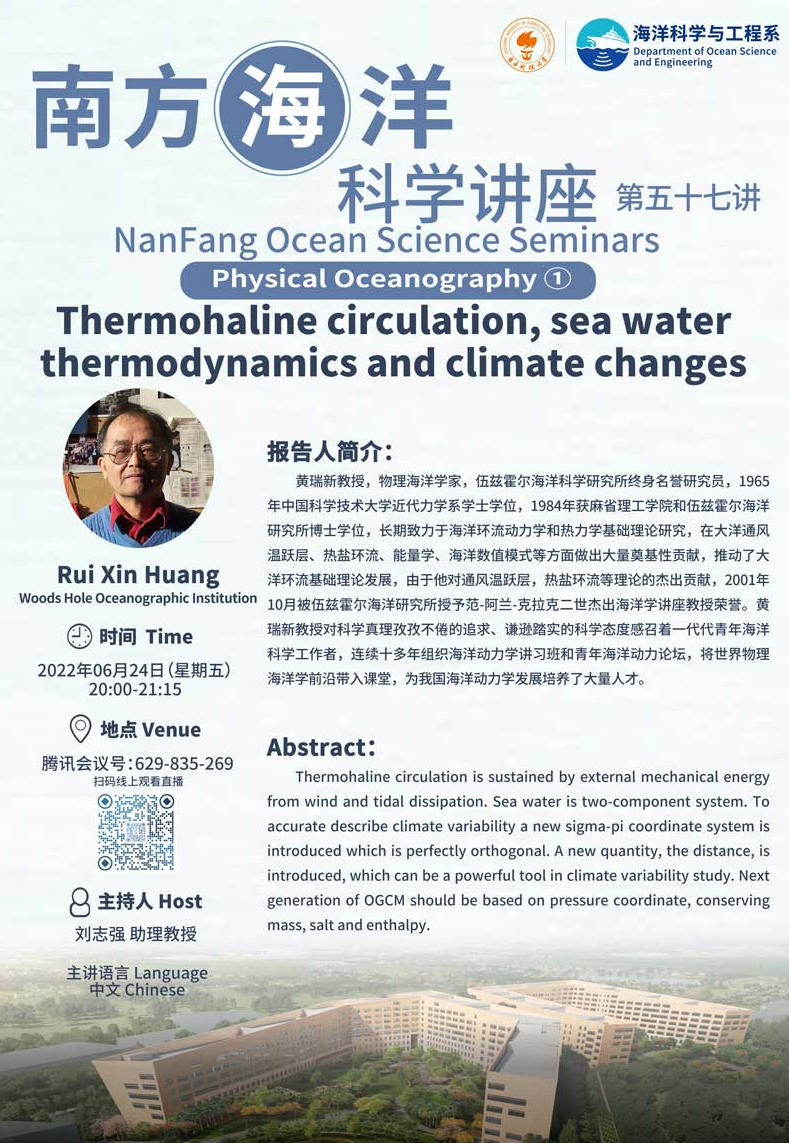 海洋科学与工程系
Department of Ocean Science
and Engineering
南方海洋
科学讲座 第五十七讲
NanFang Ocean Science Seminars
Physical Oceanography ①
Thermohaline circulation, sea water
thermodynamics and climate changes
Rui Xin Huang
Woods Hole Oceanographic Institution
时间 Time
2022年06月24日(星期五)
20:00-21:15
地点 Venue
腾讯会议号:629-835-269
扫码线上观看直播
主持人 Host
刘志强 助理教授
主讲语言 Language
中文 Chinese
报告人简介:
黄瑞新教授，物理海洋学家，伍兹霍尔海洋科学研究所终身名誉研究员，1965
年中国科学技术大学近代力学系学士学位，1984年获麻省理工学院和伍兹霍尔海洋
研究所博士学位，长期致力于海洋环流动力学和热力学基础理论研究，在大洋通风
温跃层、热盐环流、能量学、海洋数值模式等方面做出大量奠基性贡献，推动了大
洋环流基础理论发展，由于他对通风温跃层，热盐环流等理论的杰出贡献，2001年
10月被伍兹霍尔海洋研究所授予范-阿兰-克拉克二世杰出海洋学讲座教授荣誉。黄
瑞新教授对科学真理孜孜不倦的追求、谦逊踏实的科学态度感召着一代代青年海洋
科学工作者，连续十多年组织海洋动力学讲习班和青年海洋动力论坛，将世界物理
海洋学前沿带入课堂，为我国海洋动力学发展培养了大量人才。
Abstract:
Thermohaline circulation is sustained by external mechanical energy
from wind and tidal dissipation. Sea water is two-component system. To
accurate describe climate variability a new sigma-pi coordinate system is
introduced which is perfectly orthogonal. A new quantity, the distance, is
introduced, which can be a powerful tool in climate variability study. Next
generation of OGCM should be based on pressure coordinate, conserving
mass, salt and enthalpy.